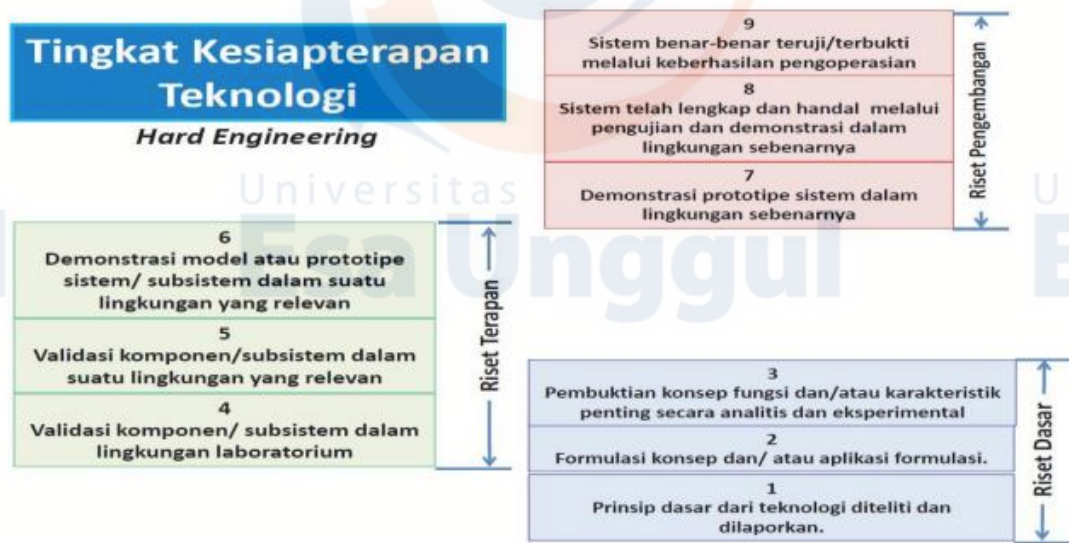 Tingkat Kesiapterapan
Teknologi
Hard Engineering
9
Sistem benar-benar teruji/terbukti
melalui keberhasilan pengoperasian
8
Sistem telah lengkap dan handal melalui
pengujian dan demonstrasi dalam
lingkungan sebenarnya
7
Demonstrasi prototipe sistem dalam
lingkungan sebenarnya
Riset Pengembangan
Universitas
Esa Unggul
U
E
6
Demonstrasi model atau prototipe
sistem/ subsistem dalam suatu
lingkungan yang relevan
5
Validasi komponen/subsistem dalam
suatu lingkungan yang relevan
4
Validasi komponen/ subsistem dalam
lingkungan laboratorium
Riset Terapan
3
Pembuktian konsep fungsi dan/atau karakteristik
penting secara analitis dan eksperimental
2
Formulasi konsep dan/ atau aplikasi formulasi.
1
Prinsip dasar dari teknologi diteliti dan
dilaporkan.
Riset Dasar